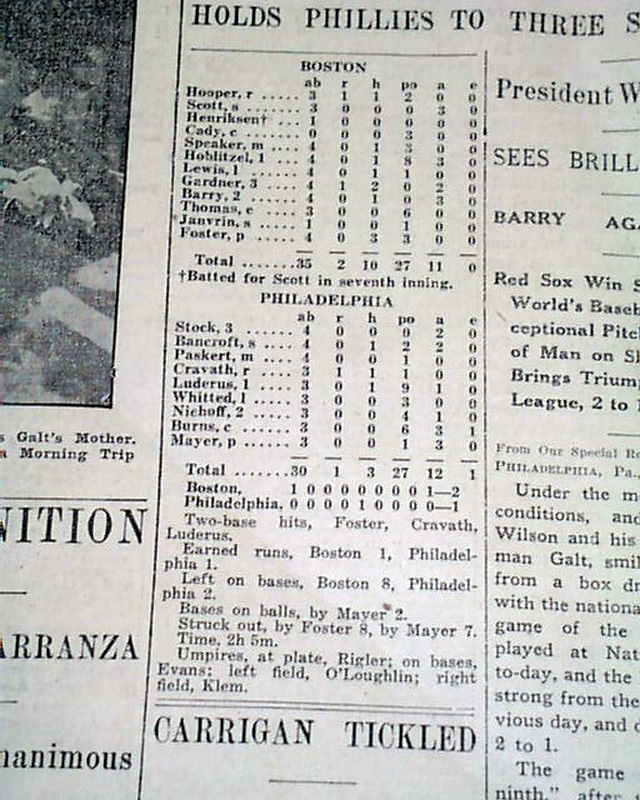 HOLDS PHILLIES TO THREE S
BOSTON
ab r h po a e
Hooper, r ..... 3 1 1 2 0 0
Scott, s ....... 3 0 0 0 3 0
Henriksen† .. 1 0 0 0 0 0
Cady, c ....... 0 0 0 3 0 0
Speaker, m .... 4 0 1 3 0 0
Hoblitzel, 1 ... 4 0 1 8 3 0
Lewis, l ....... 4 0 1 1 0 0
Gardner, 3 .... 4 1 2 0 2 0
Barry, 2 ...... 4 0 1 0 3 0
Thomas, c .... 3 0 0 6 0 0
Janvrin, s ..... 1 0 0 1 0 0
Foster, p ...... 4 0 3 3 0 0
Total .......35 2 10 27 11 0
†Batted for Scott in seventh inning.
PHILADELPHIA
ab r h po a e
Stock, 3 ...... 4 0 0 0 2 0
Bancroft, s .... 4 0 1 2 2 0
Paskert, m .... 4 0 0 1 0 0
Cravath, r .... 3 1 1 1 0 0
Luderus, 1 .... 3 0 1 9 1 0
Whitted, l .... 3 0 0 3 0 0
Niehoff, 2 ..... 3 0 0 4 1 0
Burns, c ...... 3 0 0 6 3 1
Mayer, p ...... 3 0 0 1 3 0
Total .......30 1 3 27 12 1
Boston, 1 0 0 0 0 0 0 0 1—2
Philadelphia, 0 0 0 0 1 0 0 0 0—1
Two-base hits, Foster, Cravath,
Luderus.
Earned runs, Boston 1, Philadel-
phia 1.
Left on bases, Boston 8, Philadel-
phia 2.
Bases on balls, by Mayer 2.
Struck out, by Foster 8, by Mayer 7.
Time, 2h 5m.
Umpires, at plate, Rigler; on bases,
Evans; left field, O'Loughlin; right
field, Klem.
CARRIGAN TICKLED
s Galt's Mother.
a Morning Trip
NITION
ARRANZA
nanimous
President W
SEES BRILL
BARRY AGA
Red Sox Win S
World's Baseb
ceptional Pitch
of Man on Sl
Brings Trium
League, 2 to 1
From Our Special Re
PHILADELPHIA, Pa.
Under the m
conditions, and
Wilson and his
man Galt, smil
from a box dr
with the nationa
game of the
played at Nat
to-day, and the
strong from the
vious day, and d
2 to 1.
The game
ninth," after